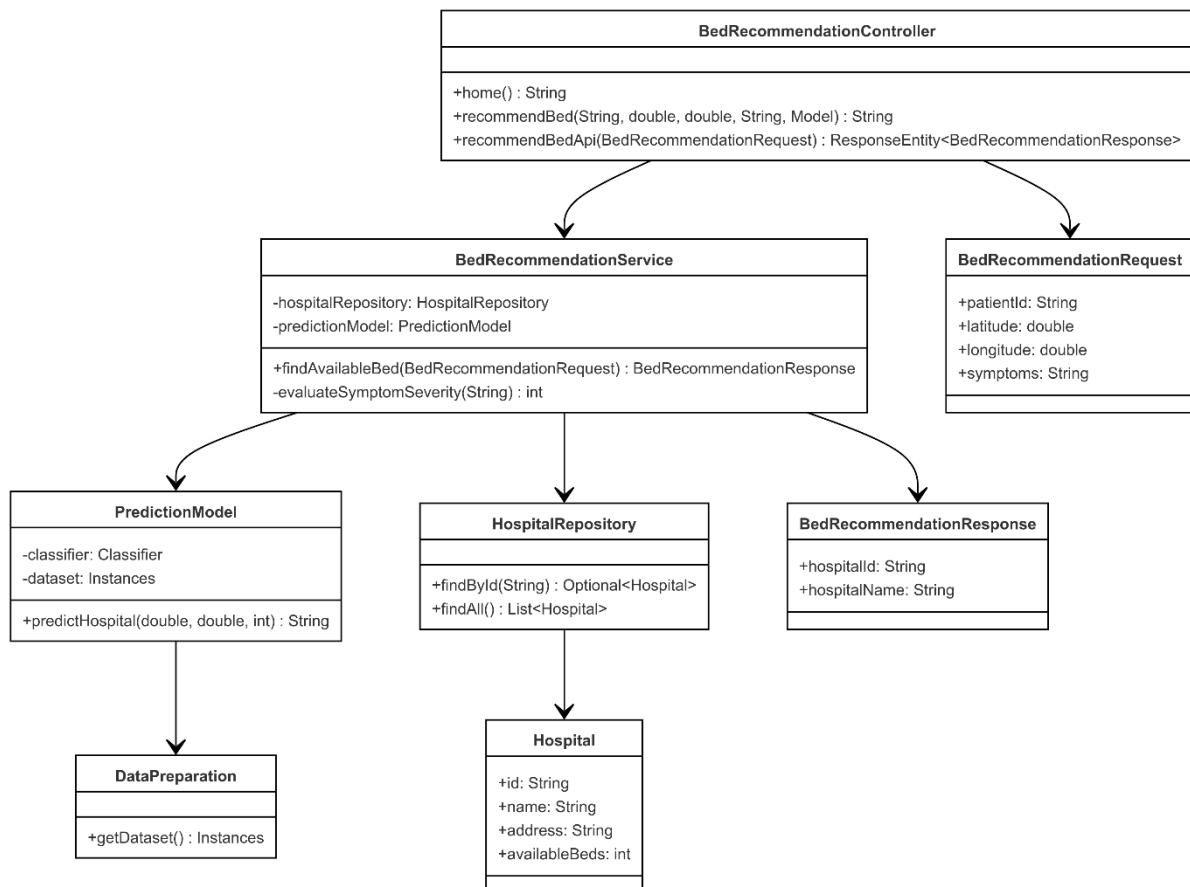 BedRecommendationController
+home() : String
+recommendBed(String, double, double, String, Model) : String
+recommendBedApi(BedRecommendationRequest) : ResponseEntity<BedRecommendationResponse>
BedRecommendationService
-hospitalRepository: HospitalRepository
-predictionModel: PredictionModel
+findAvailableBed(BedRecommendationRequest) : BedRecommendationResponse
-evaluateSymptomSeverity(String) : int
BedRecommendationRequest
+patientId: String
+latitude: double
+longitude: double
+symptoms: String
PredictionModel
-classifier: Classifier
-dataset: Instances
+predictHospital(double, double, int) : String
HospitalRepository
+findById(String) : Optional<Hospital>
+findAll() : List<Hospital>
BedRecommendationResponse
+hospitalId: String
+hospitalName: String
DataPreparation
+getDataset() : Instances
Hospital
+id: String
+name: String
+address: String
+availableBeds: int